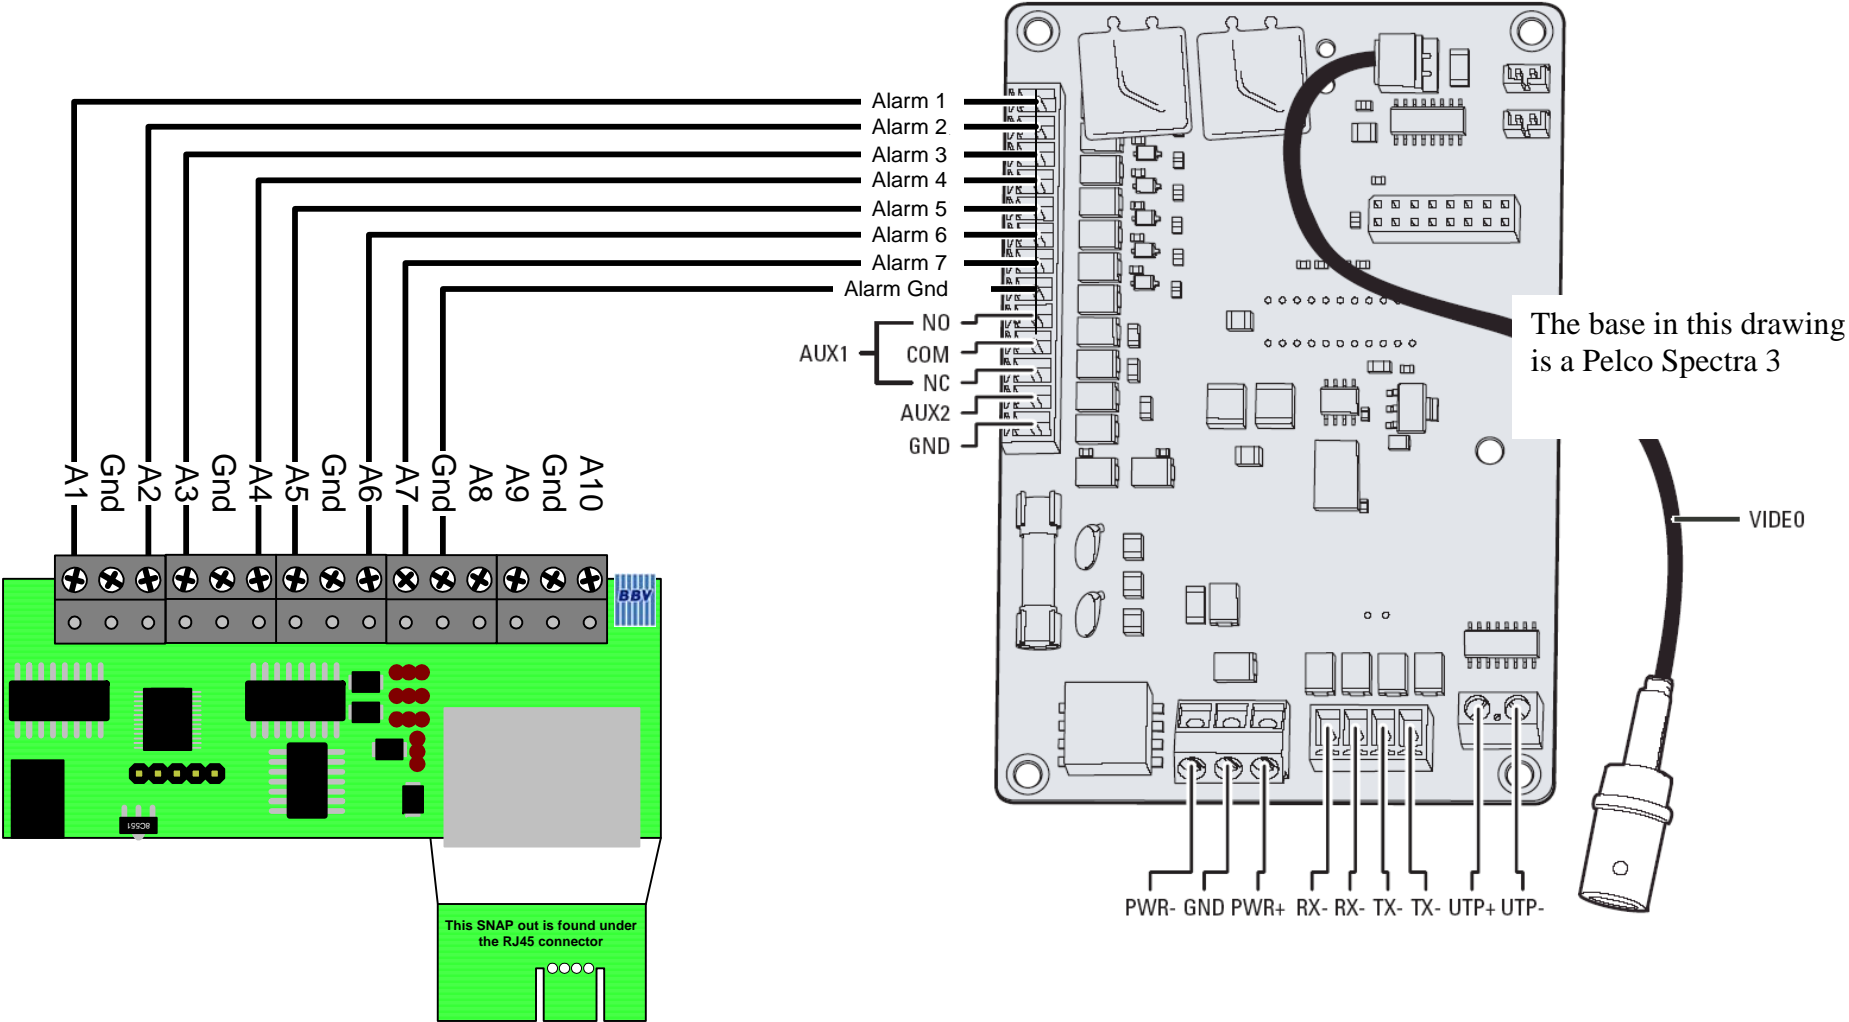 Alarm 1
Alarm 2
Alarm 3
Alarm 4
Alarm 5
Alarm 6
Alarm 7
Alarm Gnd
NO
AUX1
COM
NC
AUX2
GND
The base in this drawing
is a Pelco Spectra 3
VIDEO
A1 Gnd A2 A3 Gnd A4 A5 Gnd A6 A7 Gnd A8 A9 Gnd A10
BBV
8C551
PWR- GND PWR+ RX- RX- TX- TX- UTP+ UTP-
This SNAP out is found under
the RJ45 connector